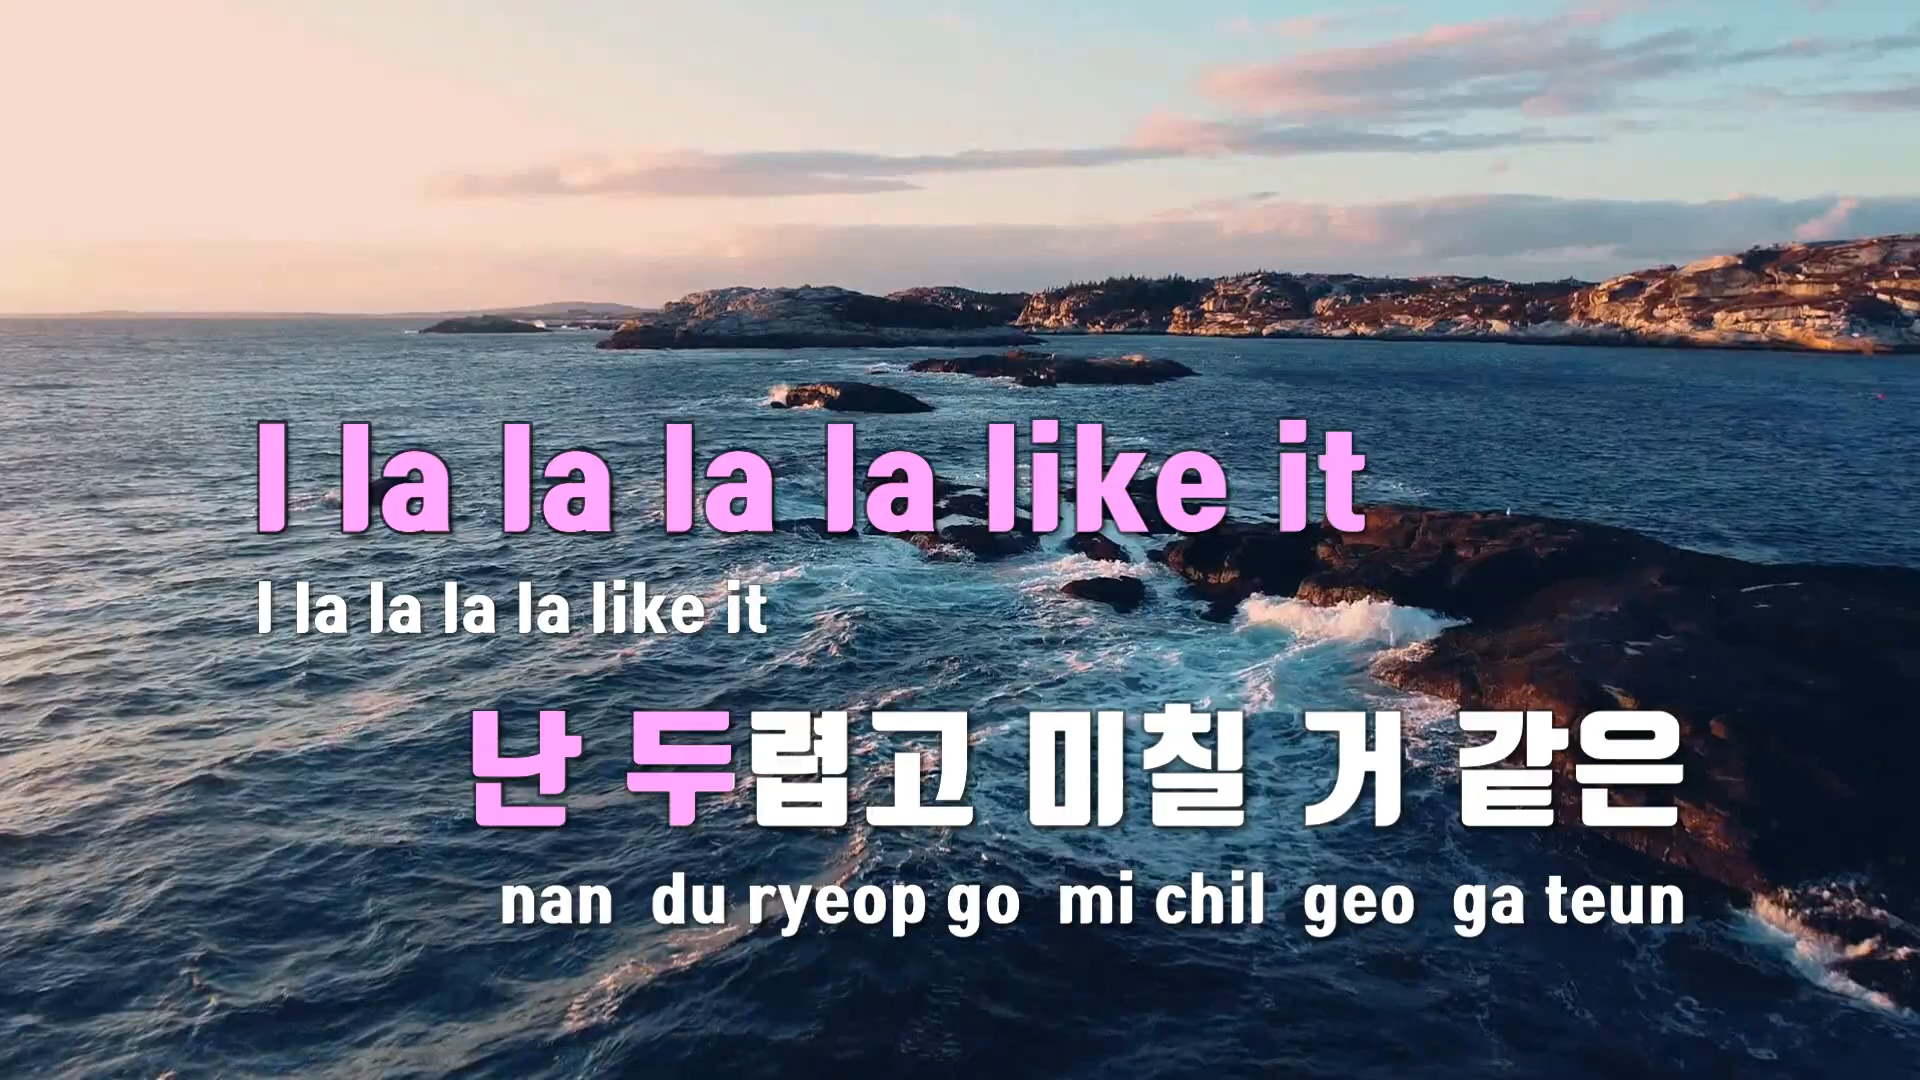 I la la la la like it
I la la la la like it
난 두렵고 미칠 거 같은
nan du ryeop go mi chil geo ga teun